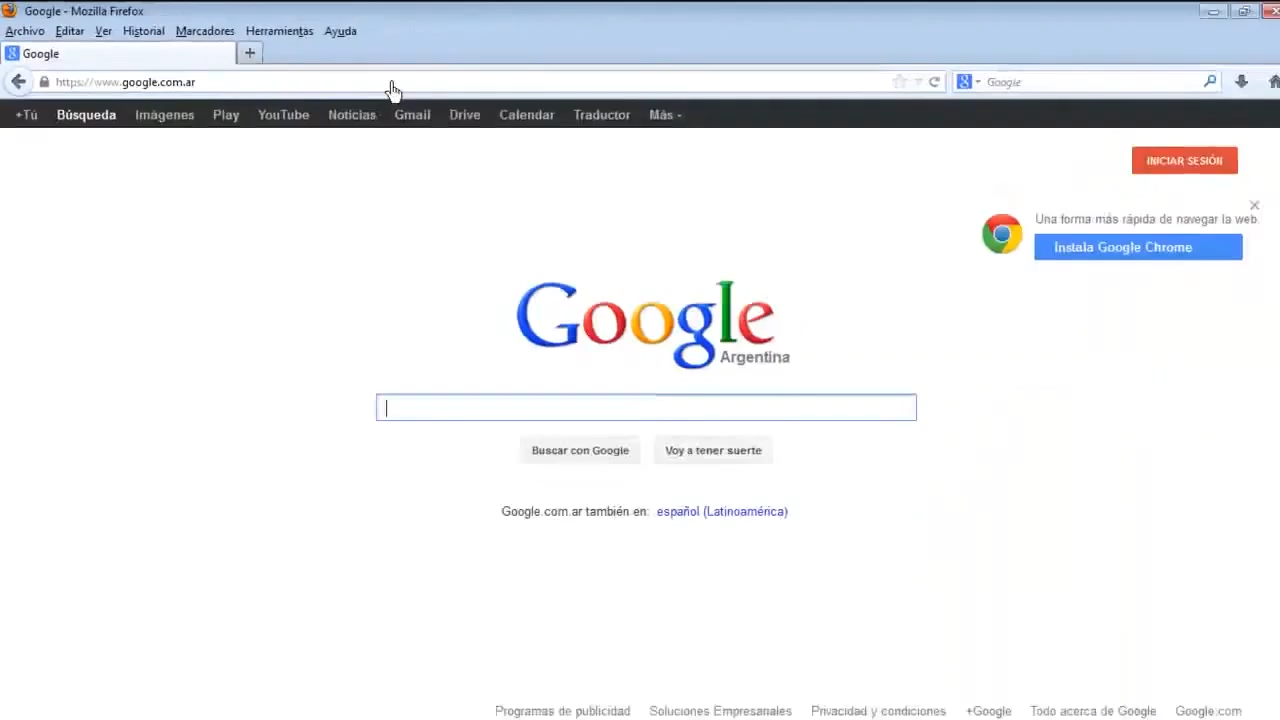 Google - Mozilla Firefox
Archivo Editar Ver Historial Marcadores Herramientas Ayuda
Google
https://www.google.com.ar Google
+Tú Búsqueda Imágenes Play YouTube Noticias Gmail Drive Calendar Traductor Más
INICIAR SESIÓN
Una forma más rápida de navegar la web.
Instala Google Chrome
Google
Argentina
Buscar con Google Voy a tener suerte
Google.com.ar también en: español (Latinoamérica)
Programas de publicidad Soluciones Empresariales Privacidad y condiciones +Google Todo acerca de Google Google.com